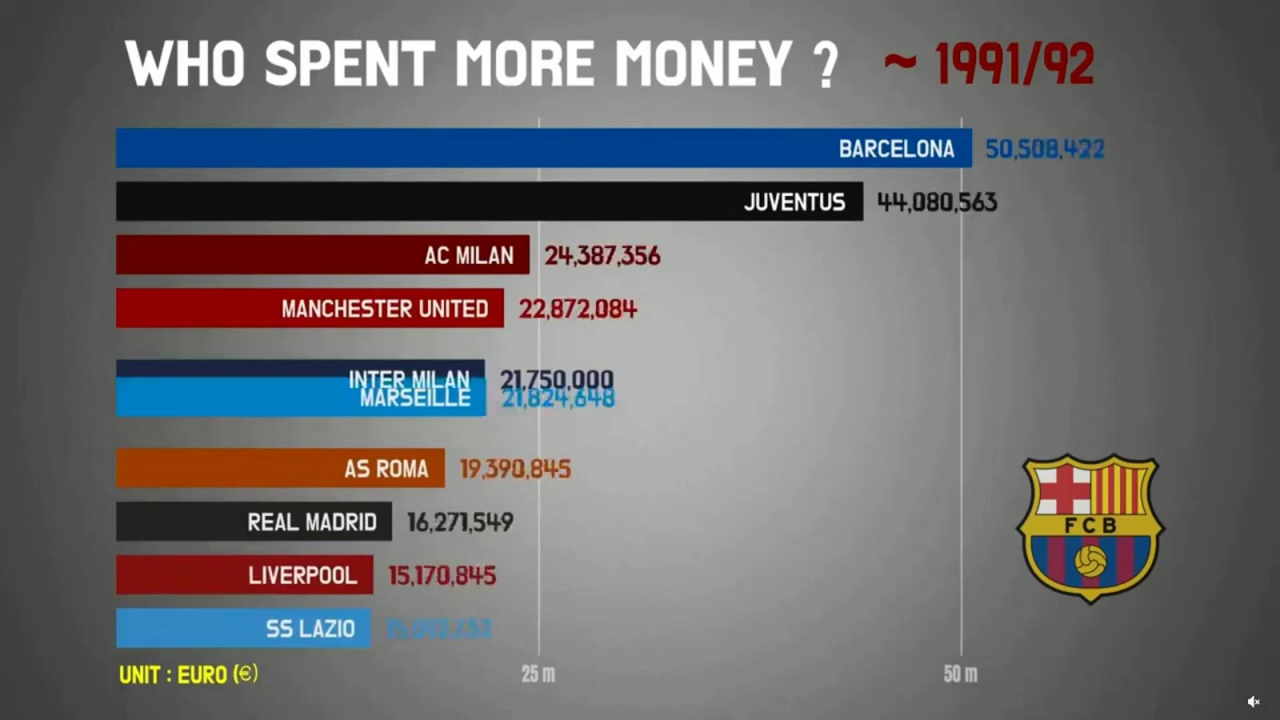 WHO SPENT MORE MONEY ? ~ 1991/92
BARCELONA 50,508,422
JUVENTUS 44,080,563
AC MILAN 24,387,356
MANCHESTER UNITED 22,872,084
INTER MILAN 21,750,000
MARSEILLE 21,824,648
AS ROMA 19,390,845
REAL MADRID 16,271,549
LIVERPOOL 15,170,845
SS LAZIO
FCB
UNIT : EURO (€) 25 m 50 m